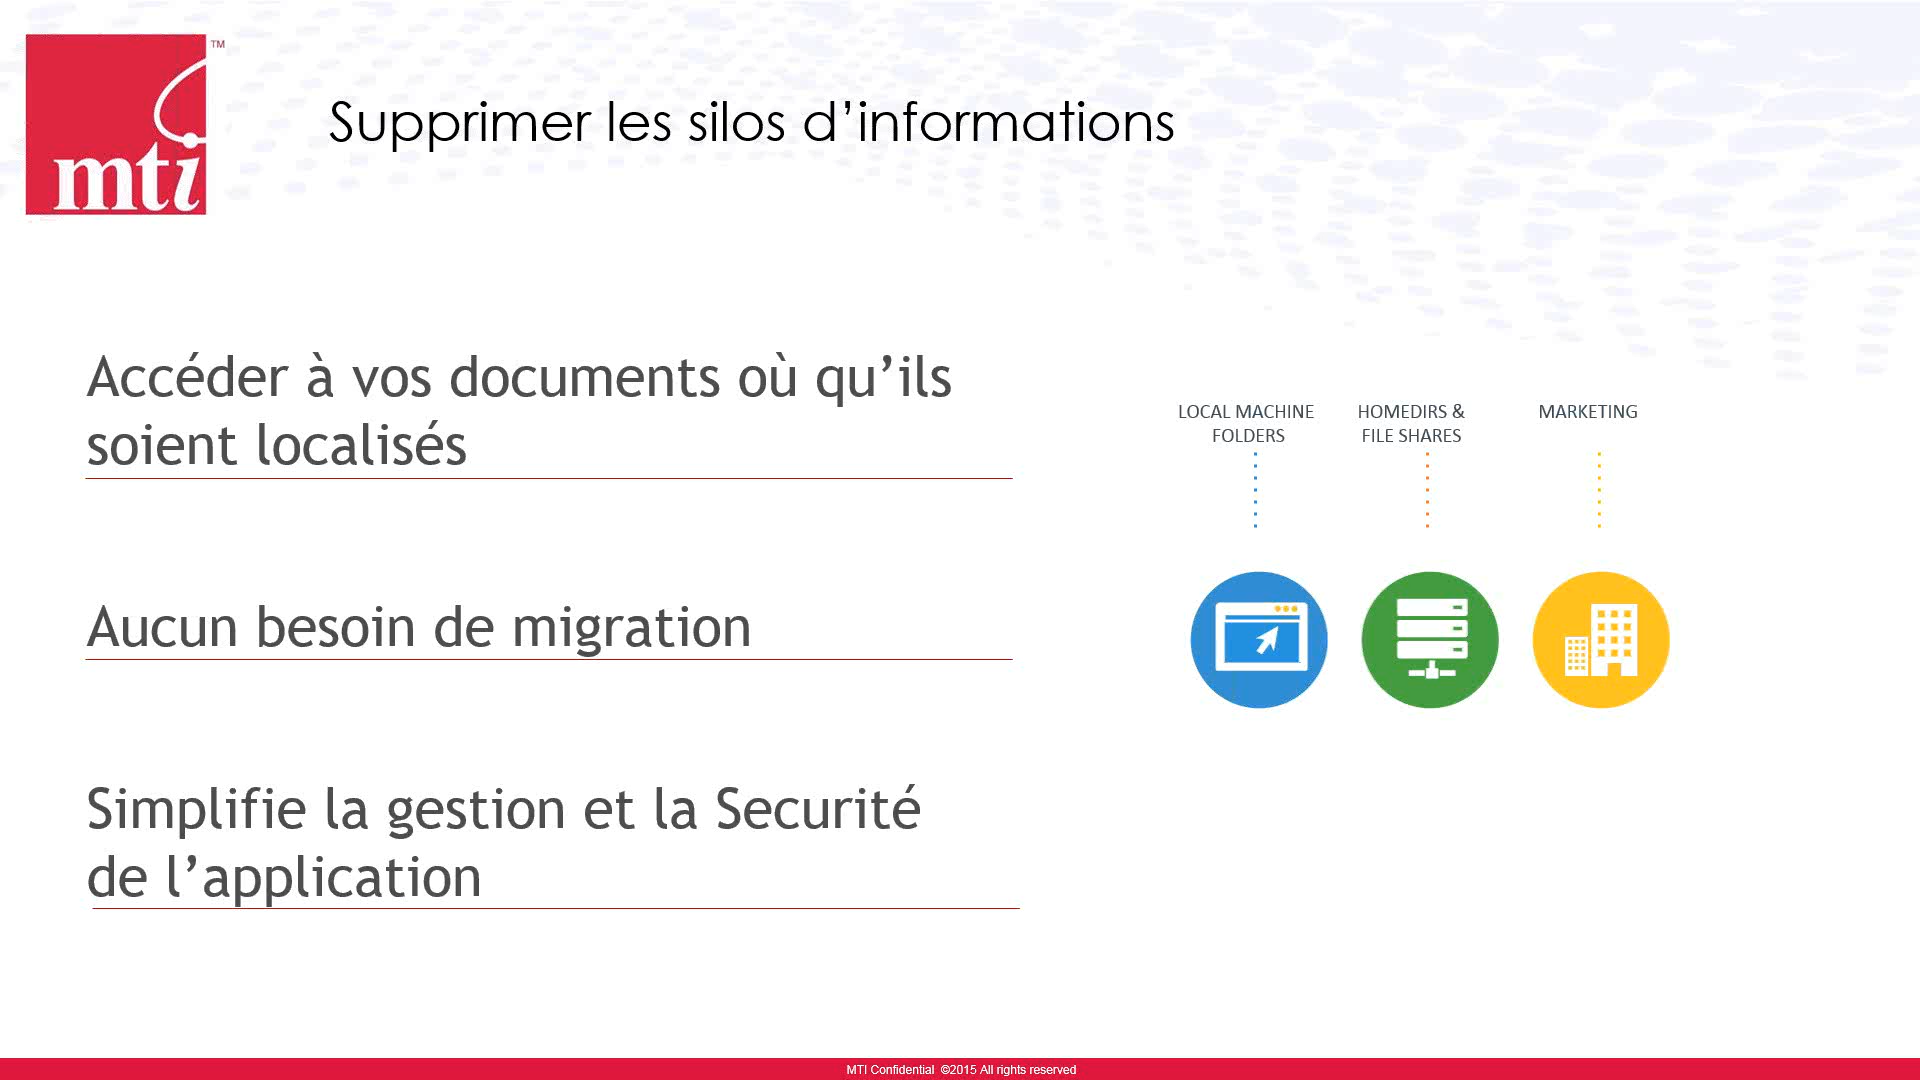 mti
TM
Supprimer les silos d’informations
Accéder à vos documents où qu’ils
soient localisés
Aucun besoin de migration
Simplifie la gestion et la Securité
de l’application
LOCAL MACHINE
FOLDERS
HOMEDIRS &
FILE SHARES
MARKETING
MTI Confidential ©2015 All rights reserved